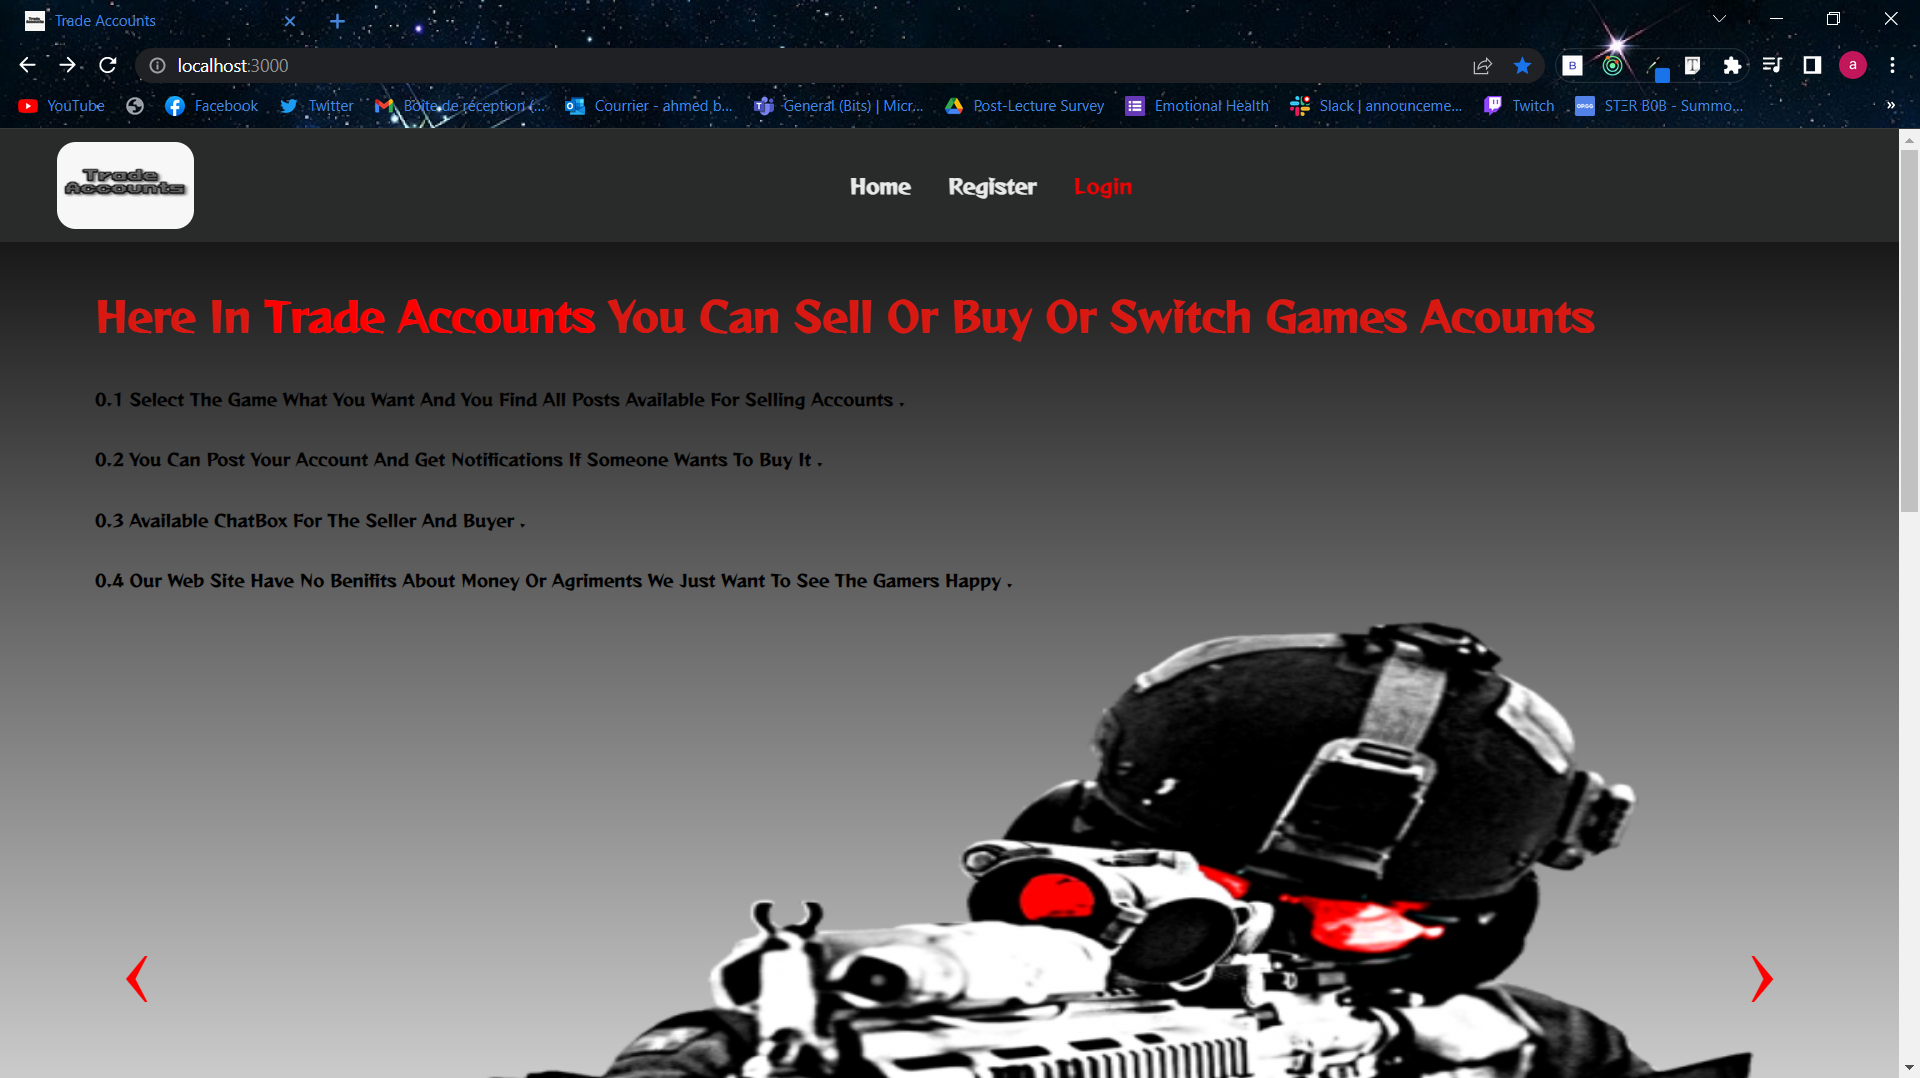 Trade Accounts
localhost:3000
a
YouTube Facebook Twitter Boîte de réception (... Courrier - ahmed b... General (Bits) | Micr... Post-Lecture Survey Emotional Health Slack | announceme... Twitch OP.GG STER B0B - Summo... »
Trade
Accounts
Home Register Login
Here In Trade Accounts You Can Sell Or Buy Or Switch Games Acounts
0.1 Select The Game What You Want And You Find All Posts Available For Selling Accounts .
0.2 You Can Post Your Account And Get Notifications If Someone Wants To Buy It .
0.3 Available ChatBox For The Seller And Buyer .
0.4 Our Web Site Have No Benifits About Money Or Agriments We Just Want To See The Gamers Happy .